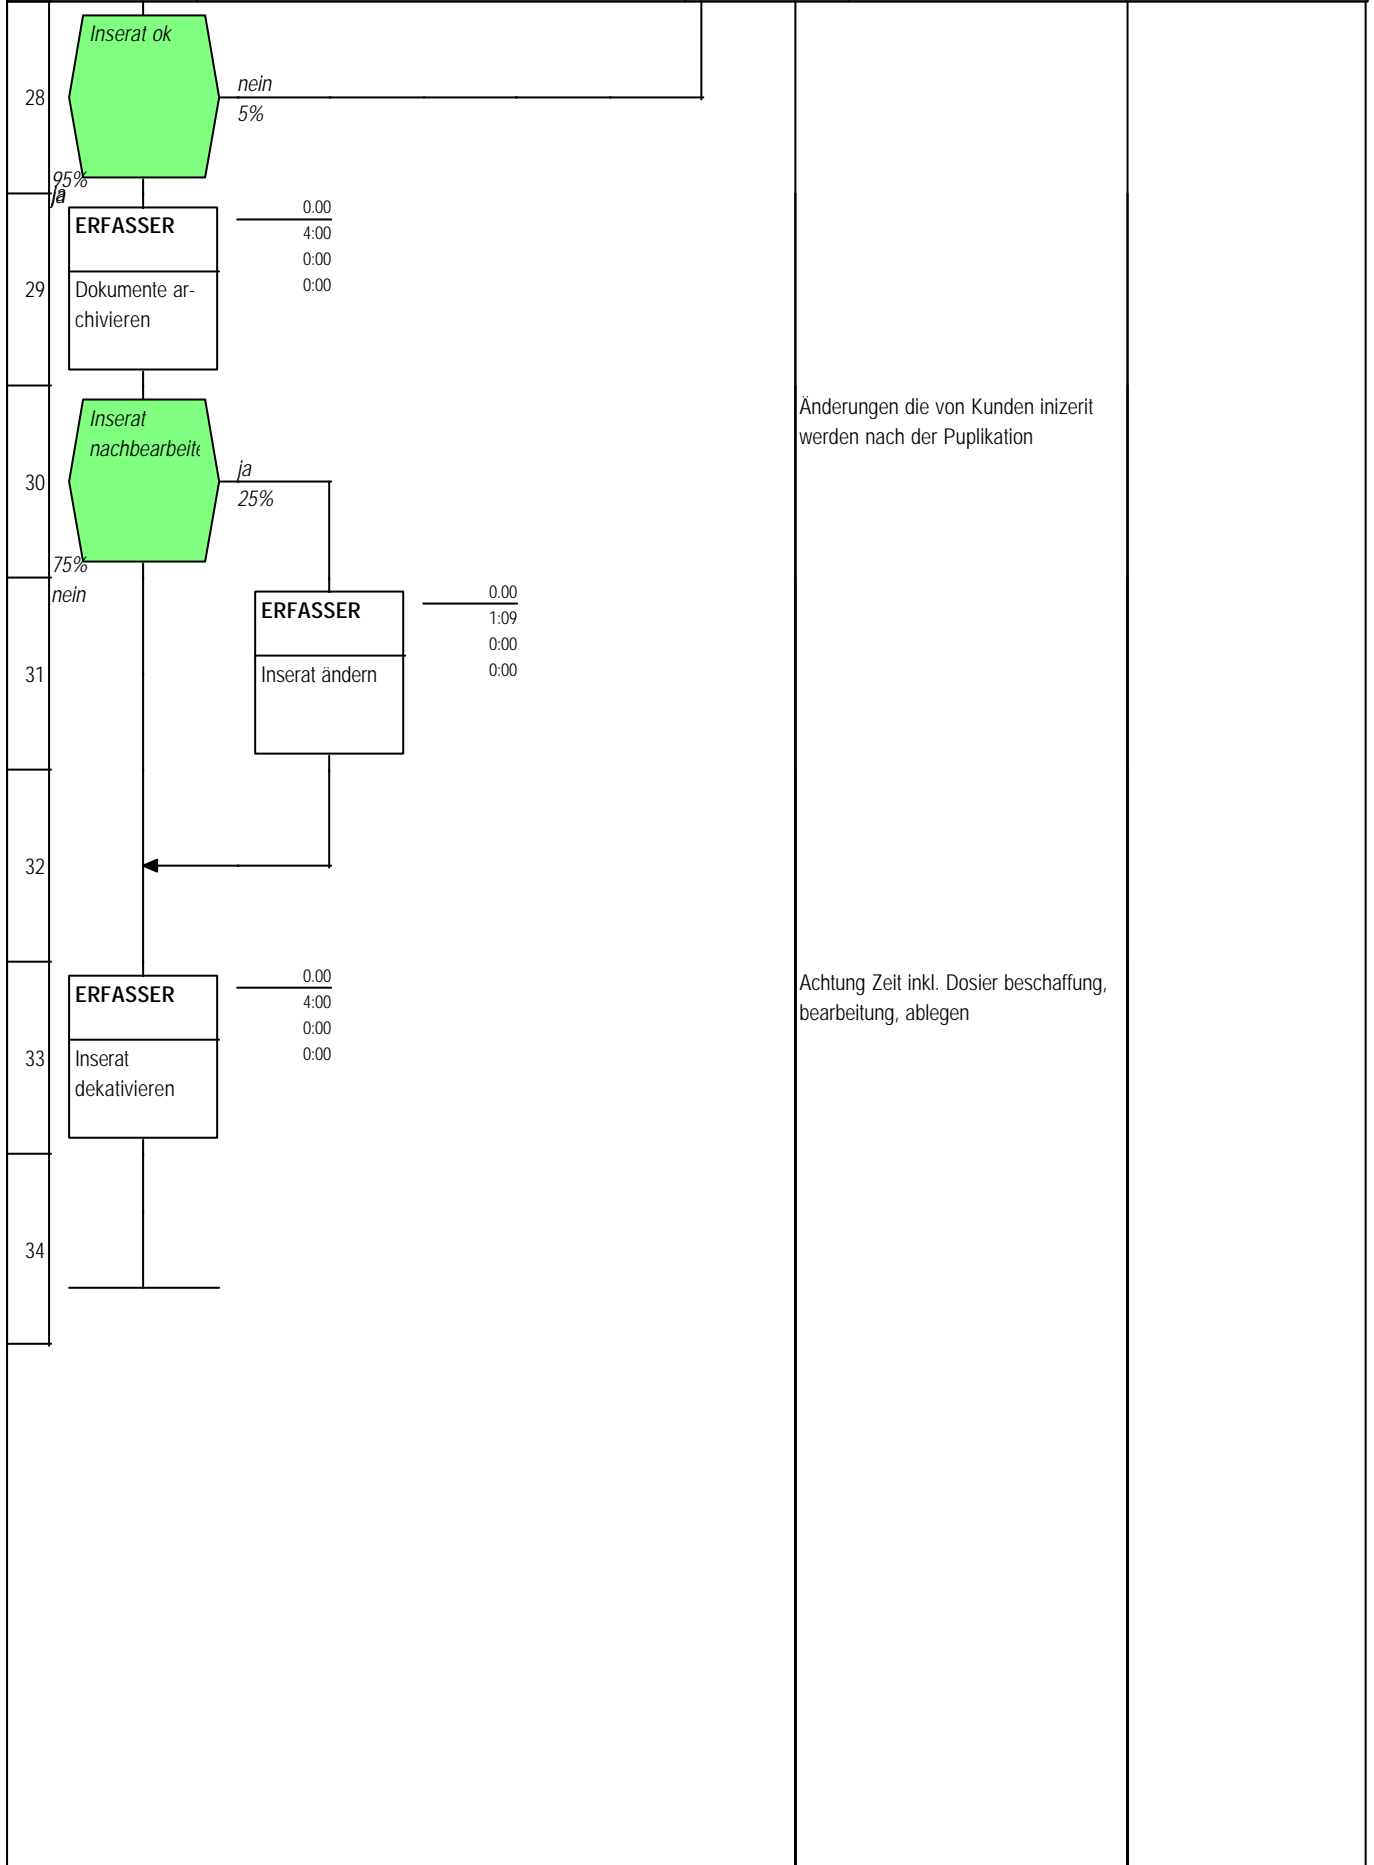 Inserat ok
28
nein
5%
95%
ja
ERFASSER
0.00
4:00
0:00
0:00
29
Dokumente ar-
chivieren
Inserat
nachbearbeite
Änderungen die von Kunden inizerit
werden nach der Puplikation
30
ja
25%
75%
nein
ERFASSER
0.00
1:09
0:00
0:00
31
Inserat ändern
32
ERFASSER
0.00
4:00
0:00
0:00
Achtung Zeit inkl. Dosier beschaffung,
bearbeitung, ablegen
33
Inserat
dekativieren
34